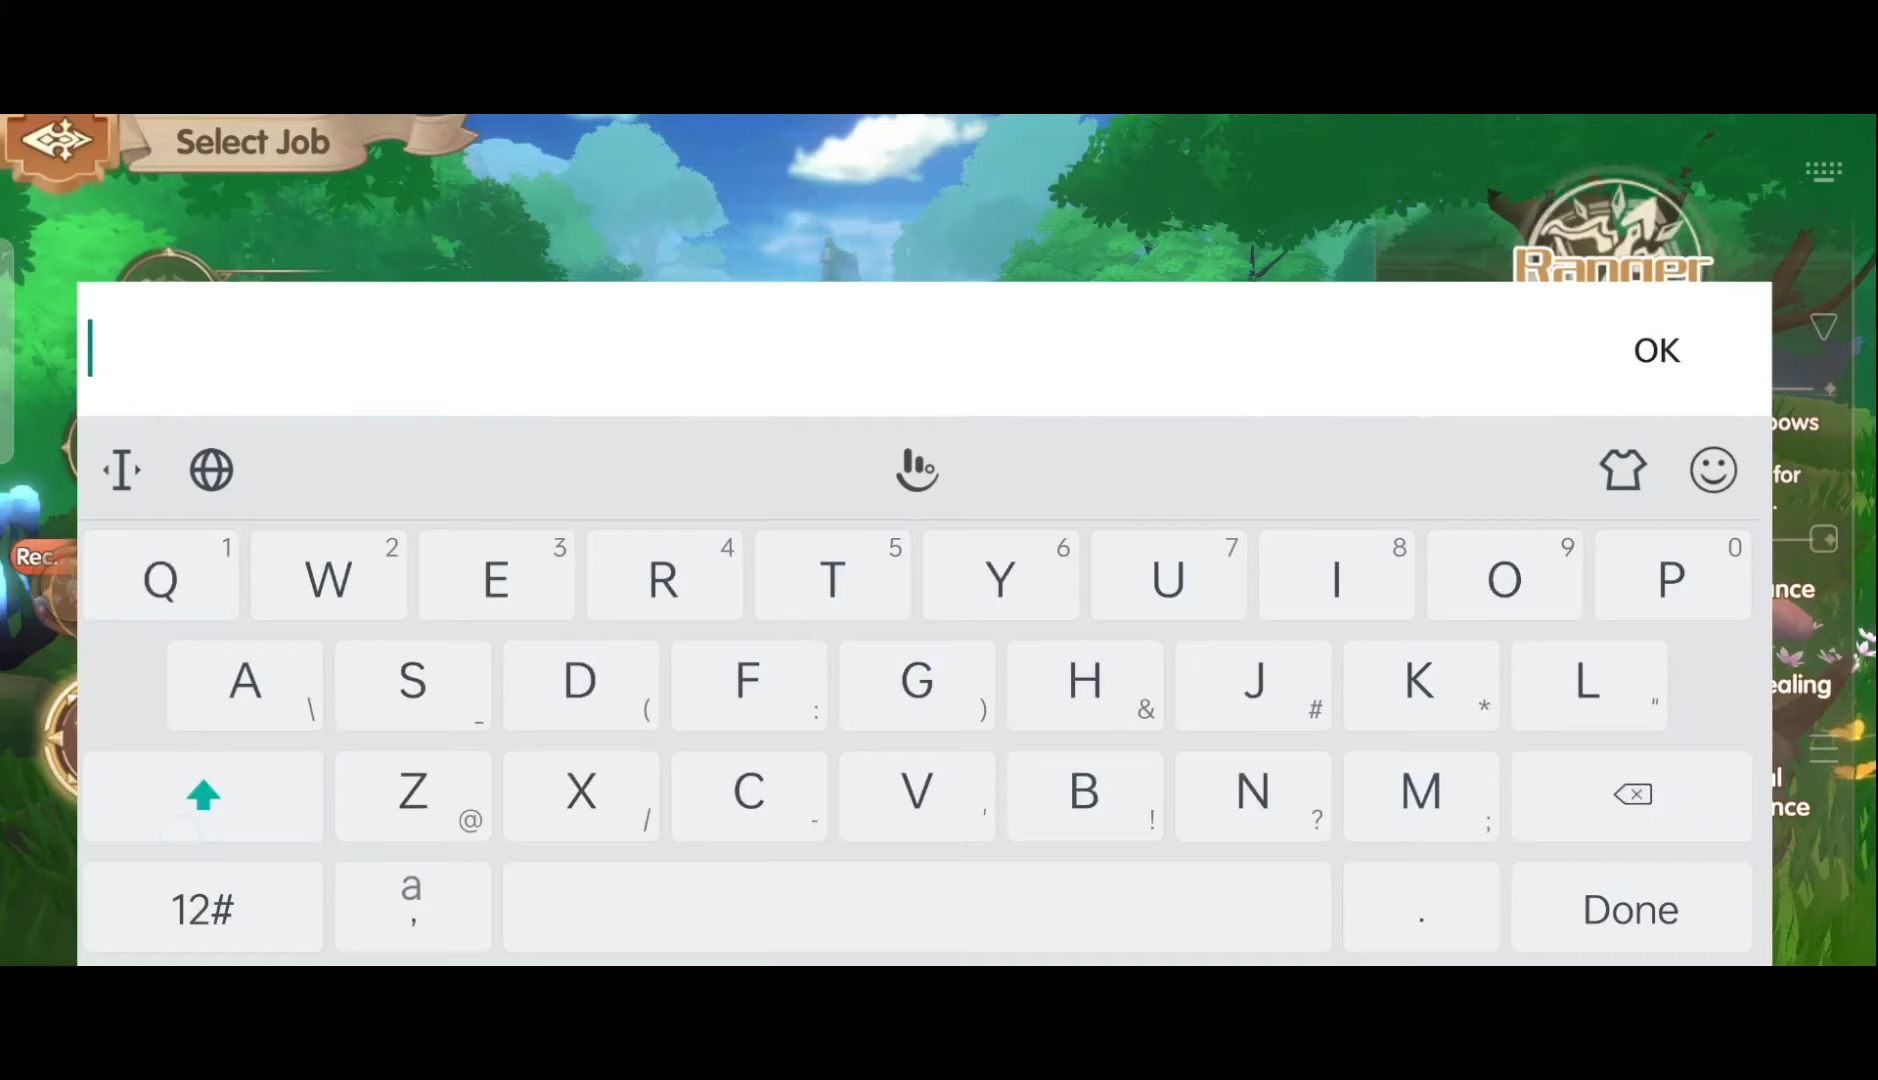 Select Job
Ranger
OK
bows
for
Rec.
1 2 3 4 5 6 7 8 9 0
Q W E R T Y U I O P
nce
A S D F G H J K L
\ _ ( : ) & # * "
ealing
Z X C V B N M
@ / - ' ! ? ;
l
nce
12# a , . Done